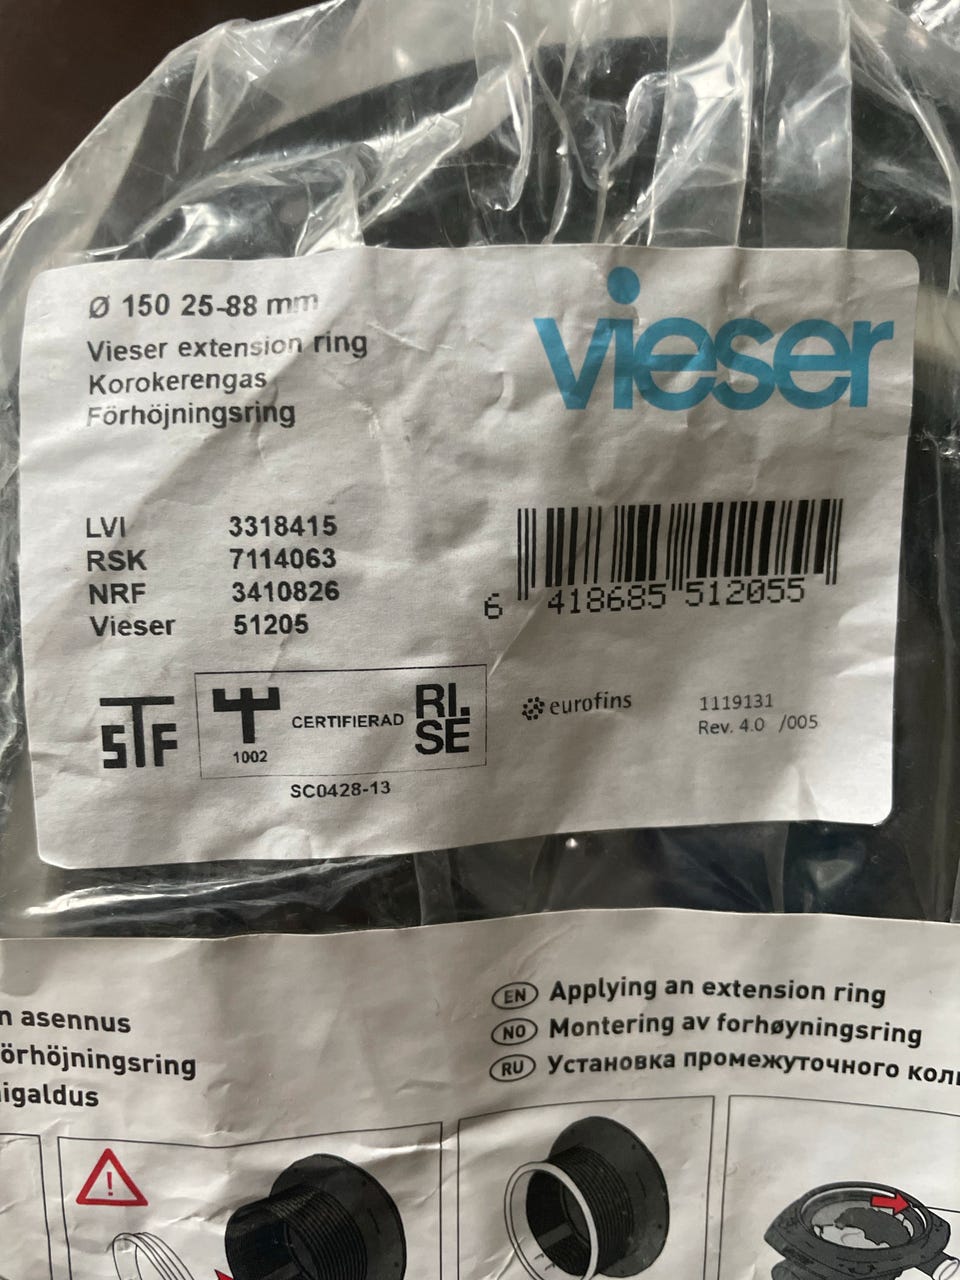 Ø 150 25-88 mm
Vieser extension ring
Korokerengas
Förhöjningsring
vieser
LVI 3318415
RSK 7114063
NRF 3410826
Vieser 51205
6 418685 512055
STF
1002
CERTIFIERAD
RI.
SE
SC0428-13
eurofins
1119131
Rev. 4.0 /005
n asennus
örhöjningsring
igaldus
EN Applying an extension ring
NO Montering av forhøyningsring
RU Установка промежуточного коль